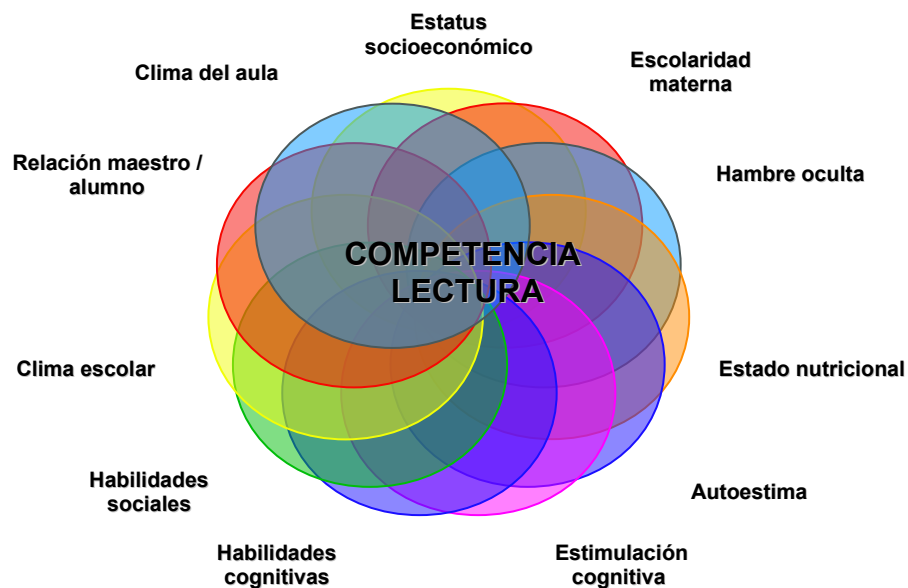 Estatus
socioeconómico
Clima del aula
Escolaridad
materna
Relación maestro /
alumno
Hambre oculta
COMPETENCIA
LECTURA
Clima escolar
Estado nutricional
Habilidades
sociales
Autoestima
Habilidades
cognitivas
Estimulación
cognitiva